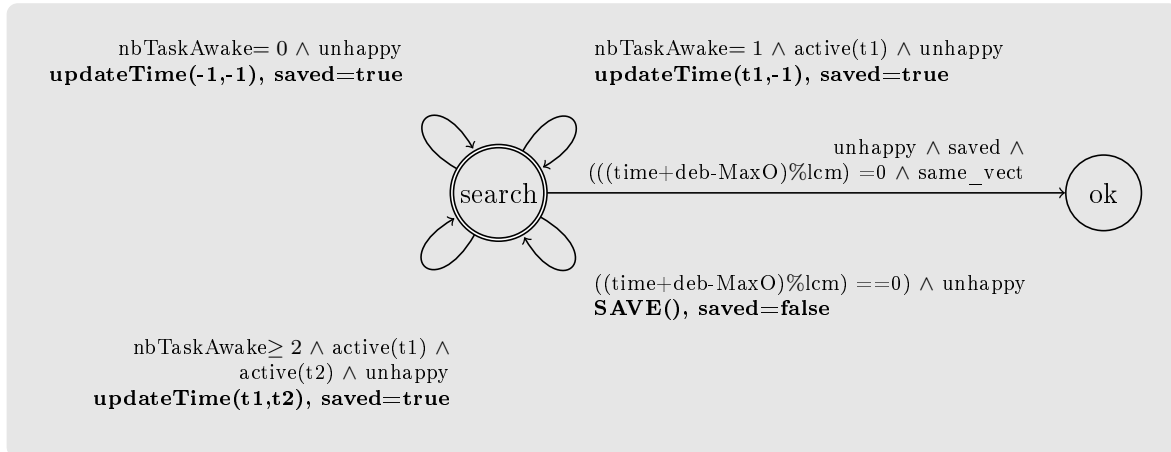 nbTaskAwake= 0 ∧ unhappy
updateTime(-1,-1), saved=true
nbTaskAwake= 1 ∧ active(t1) ∧ unhappy
updateTime(t1,-1), saved=true
unhappy ∧ saved ∧
(((time+deb-MaxO)%lcm) =0 ∧ same_vect
search
ok
((time+deb-MaxO)%lcm) ==0) ∧ unhappy
SAVE(), saved=false
nbTaskAwake≥ 2 ∧ active(t1) ∧
active(t2) ∧ unhappy
updateTime(t1,t2), saved=true